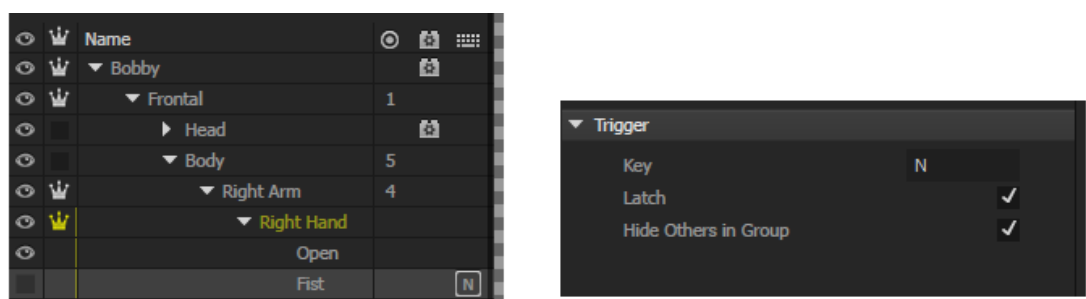 Name
Bobby
Frontal 1
Head
Body 5
Right Arm 4
Right Hand
Open
Fist N
Trigger
Key N
Latch
Hide Others in Group